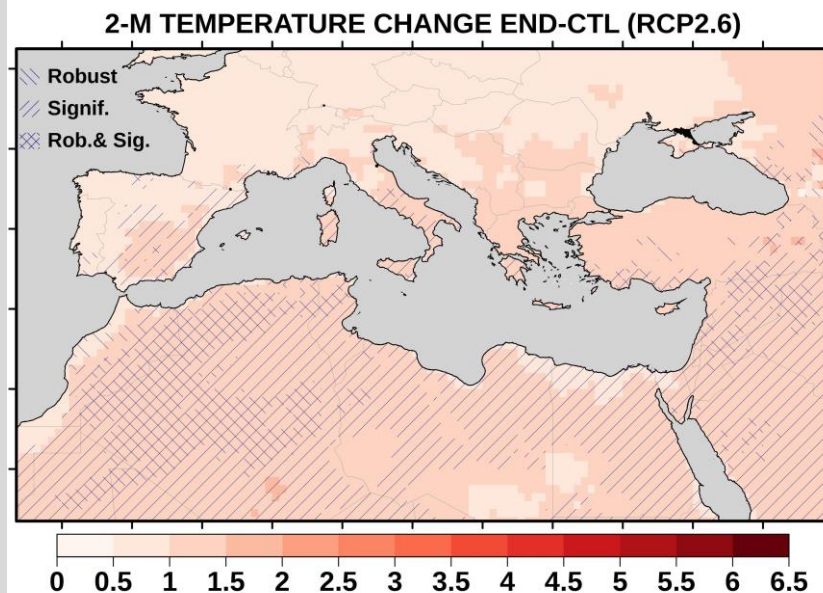 2-M TEMPERATURE CHANGE END-CTL (RCP2.6)
Robust
Signif.
Rob.& Sig.
0 0.5 1 1.5 2 2.5 3 3.5 4 4.5 5 5.5 6 6.5